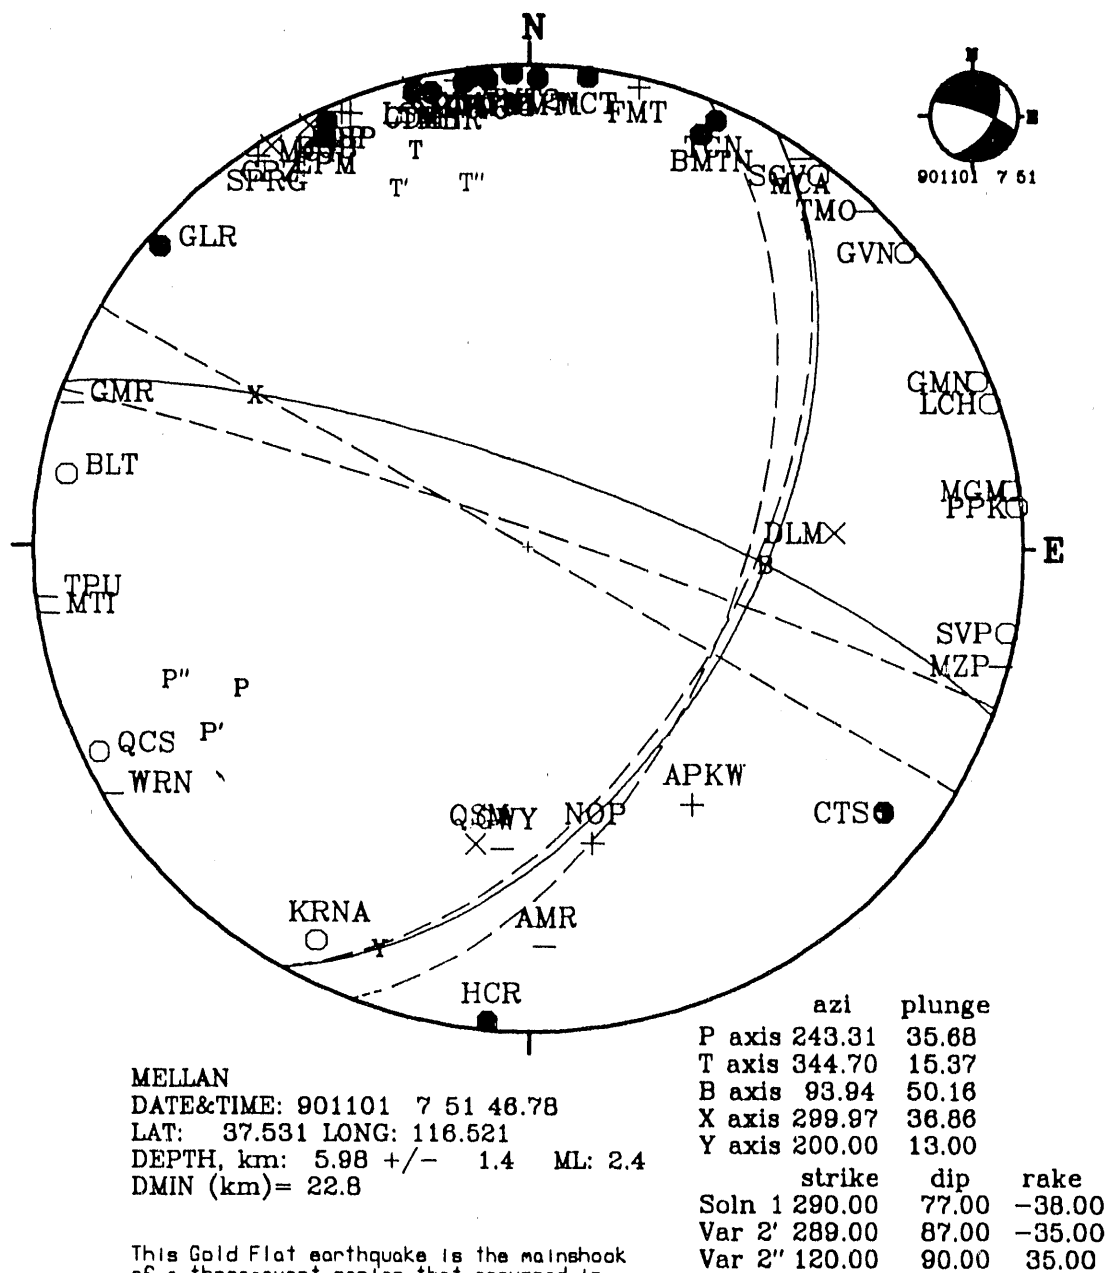 N
FMT
T
T' T''
BMTN
SPRG
EPM
MCA
TMO
GVN
GLR
N
E
901101 7 51
GMR
X
GMN
LCH
BLT
MGM
PPK
DLM
E
B
TPU
MTI
SVP
MZP
P'' P
P'
QCS
WRN
APKW
QSM GWY NOP
CTS
KRNA
AMR
Y
HCR
azi plunge
P axis 243.31 35.68
T axis 344.70 15.37
B axis 93.94 50.16
X axis 299.97 36.86
Y axis 200.00 13.00
strike dip rake
Soln 1 290.00 77.00 -38.00
Var 2' 289.00 87.00 -35.00
Var 2'' 120.00 90.00 35.00
MELLAN
DATE&TIME: 901101 7 51 46.78
LAT: 37.531 LONG: 116.521
DEPTH, km: 5.98 +/- 1.4 ML: 2.4
DMIN (km)= 22.8
This Gold Flat earthquake is the mainshock